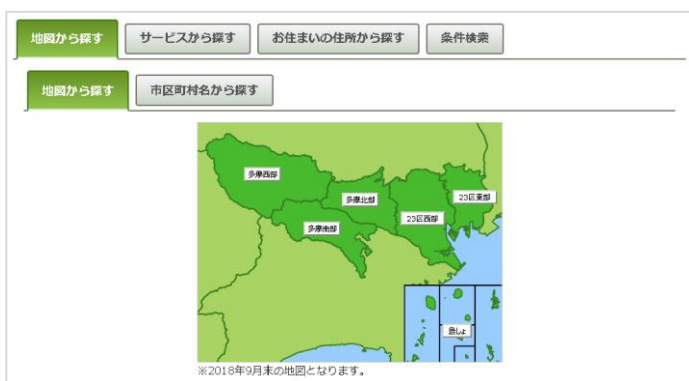 地図から探す サービスから探す お住まいの住所から探す 条件検索
地図から探す 市区町村名から探す
多摩西部
多摩北部
23区東部
23区西部
多摩南部
島しょ
※2018年9月末の地図となります。